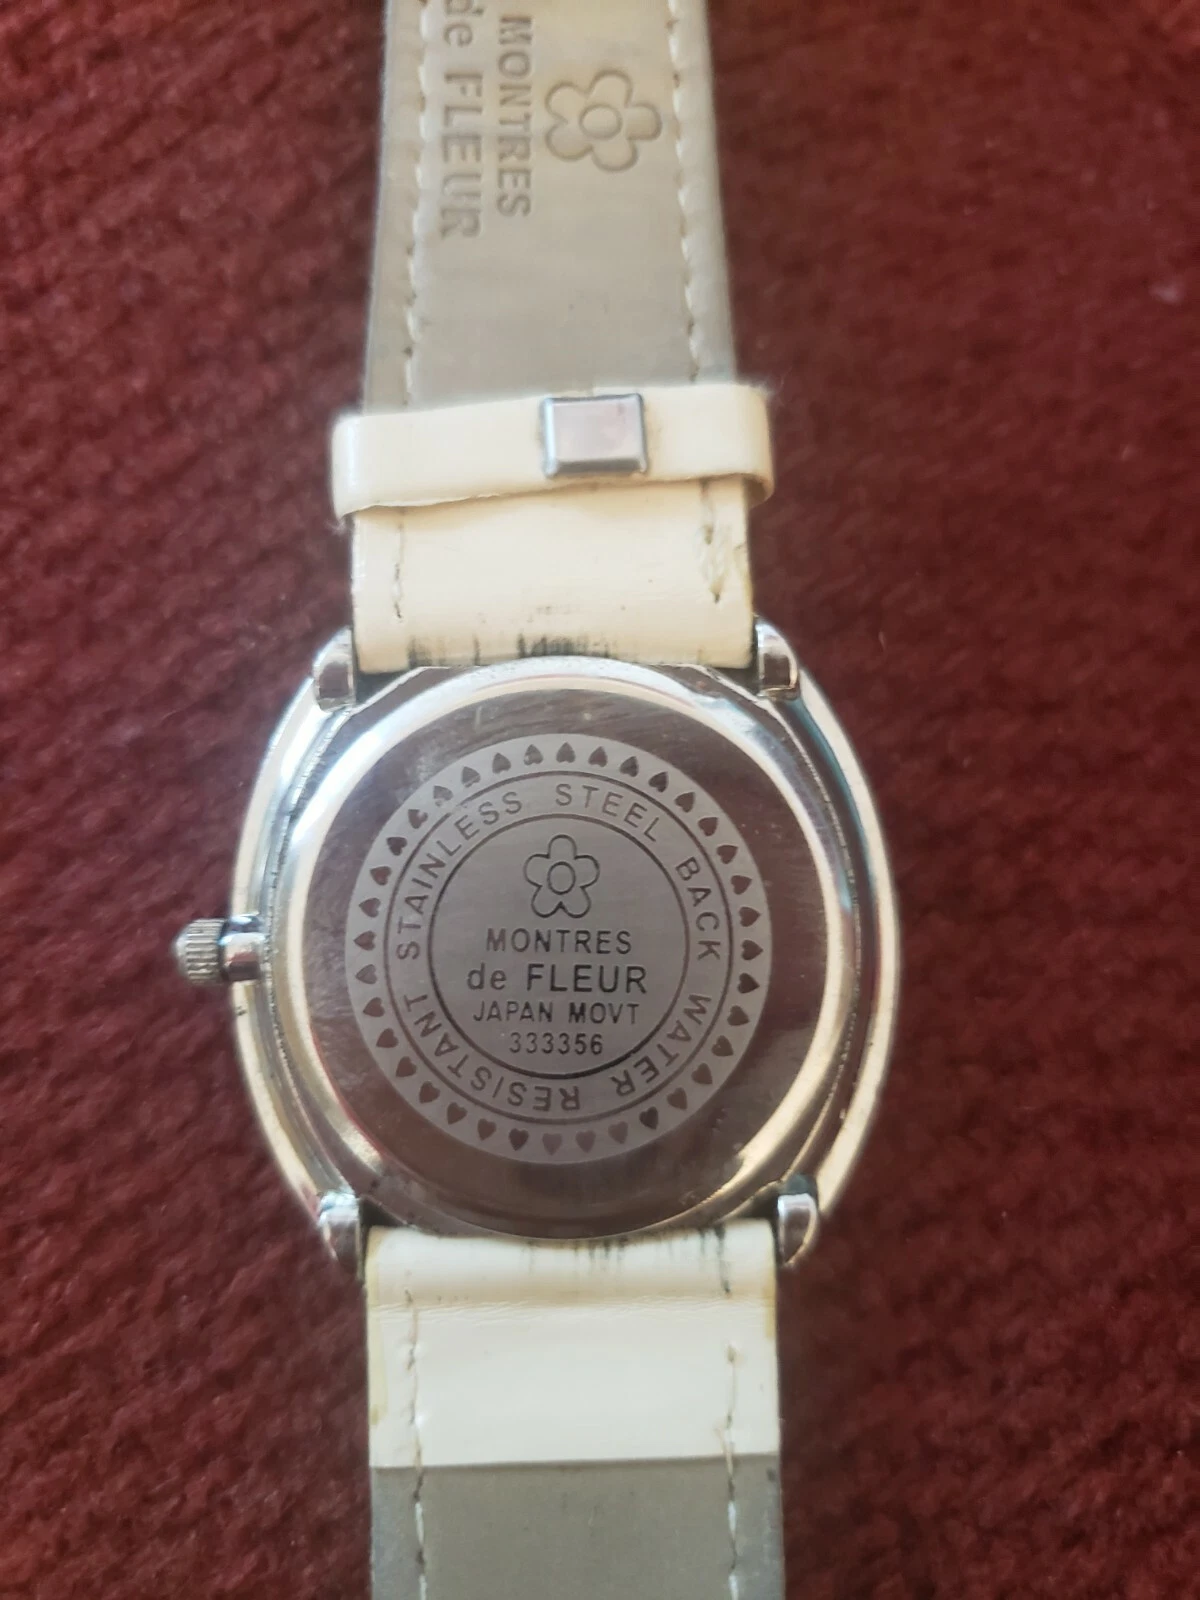 MONTRES
de FLEUR
STAINLESS STEEL BACK WATER RESISTANT
MONTRES
de FLEUR
JAPAN MOVT
333356